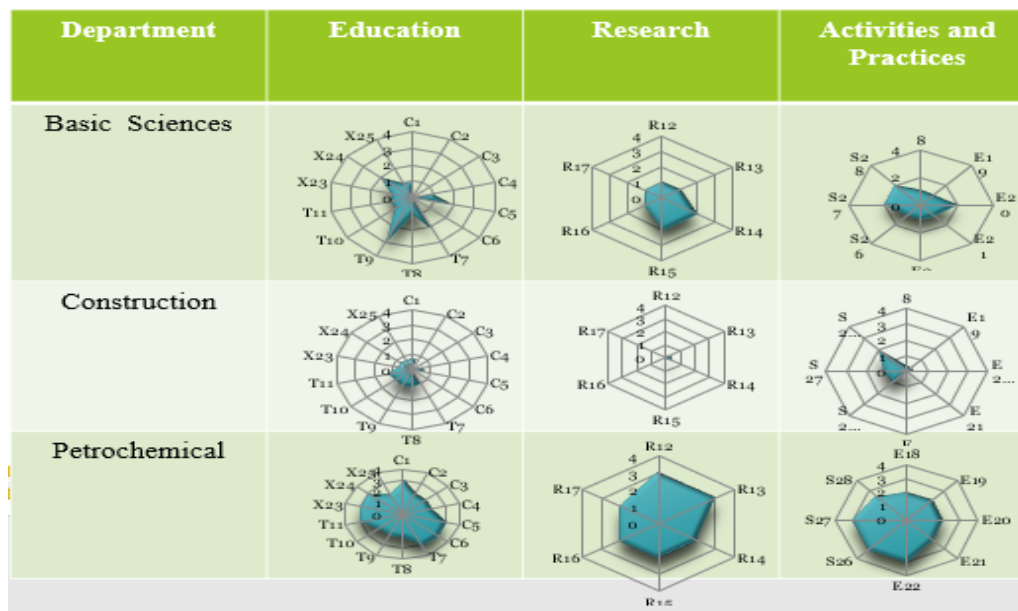 Department
Education
Research
Activities and
Practices
Basic Sciences
C1
C2
C3
C4
C5
C6
T7
T8
T9
T10
T11
X23
X24
X25
4
3
2
1
0
R12
R13
R14
R15
R16
R17
4
3
2
1
0
8
E1
9
E2
0
E2
1
S2
6
S2
7
S2
8
4
2
0
Construction
C1
C2
C3
C4
C5
C6
T7
T8
T9
T10
T11
X23
X24
X25
4
3
2
1
0
R12
R13
R14
R15
R16
R17
4
3
2
1
0
8
E1
9
E
2...
E
21
S
2...
S
27
S
2...
4
3
2
1
0
Petrochemical
C1
C2
C3
C4
C5
C6
T7
T8
T9
T10
T11
X23
X24
X25
4
3
2
1
0
R12
R13
R14
R15
R16
R17
4
3
2
1
0
E18
E19
E20
E21
E22
S26
S27
S28
4
3
2
1
0